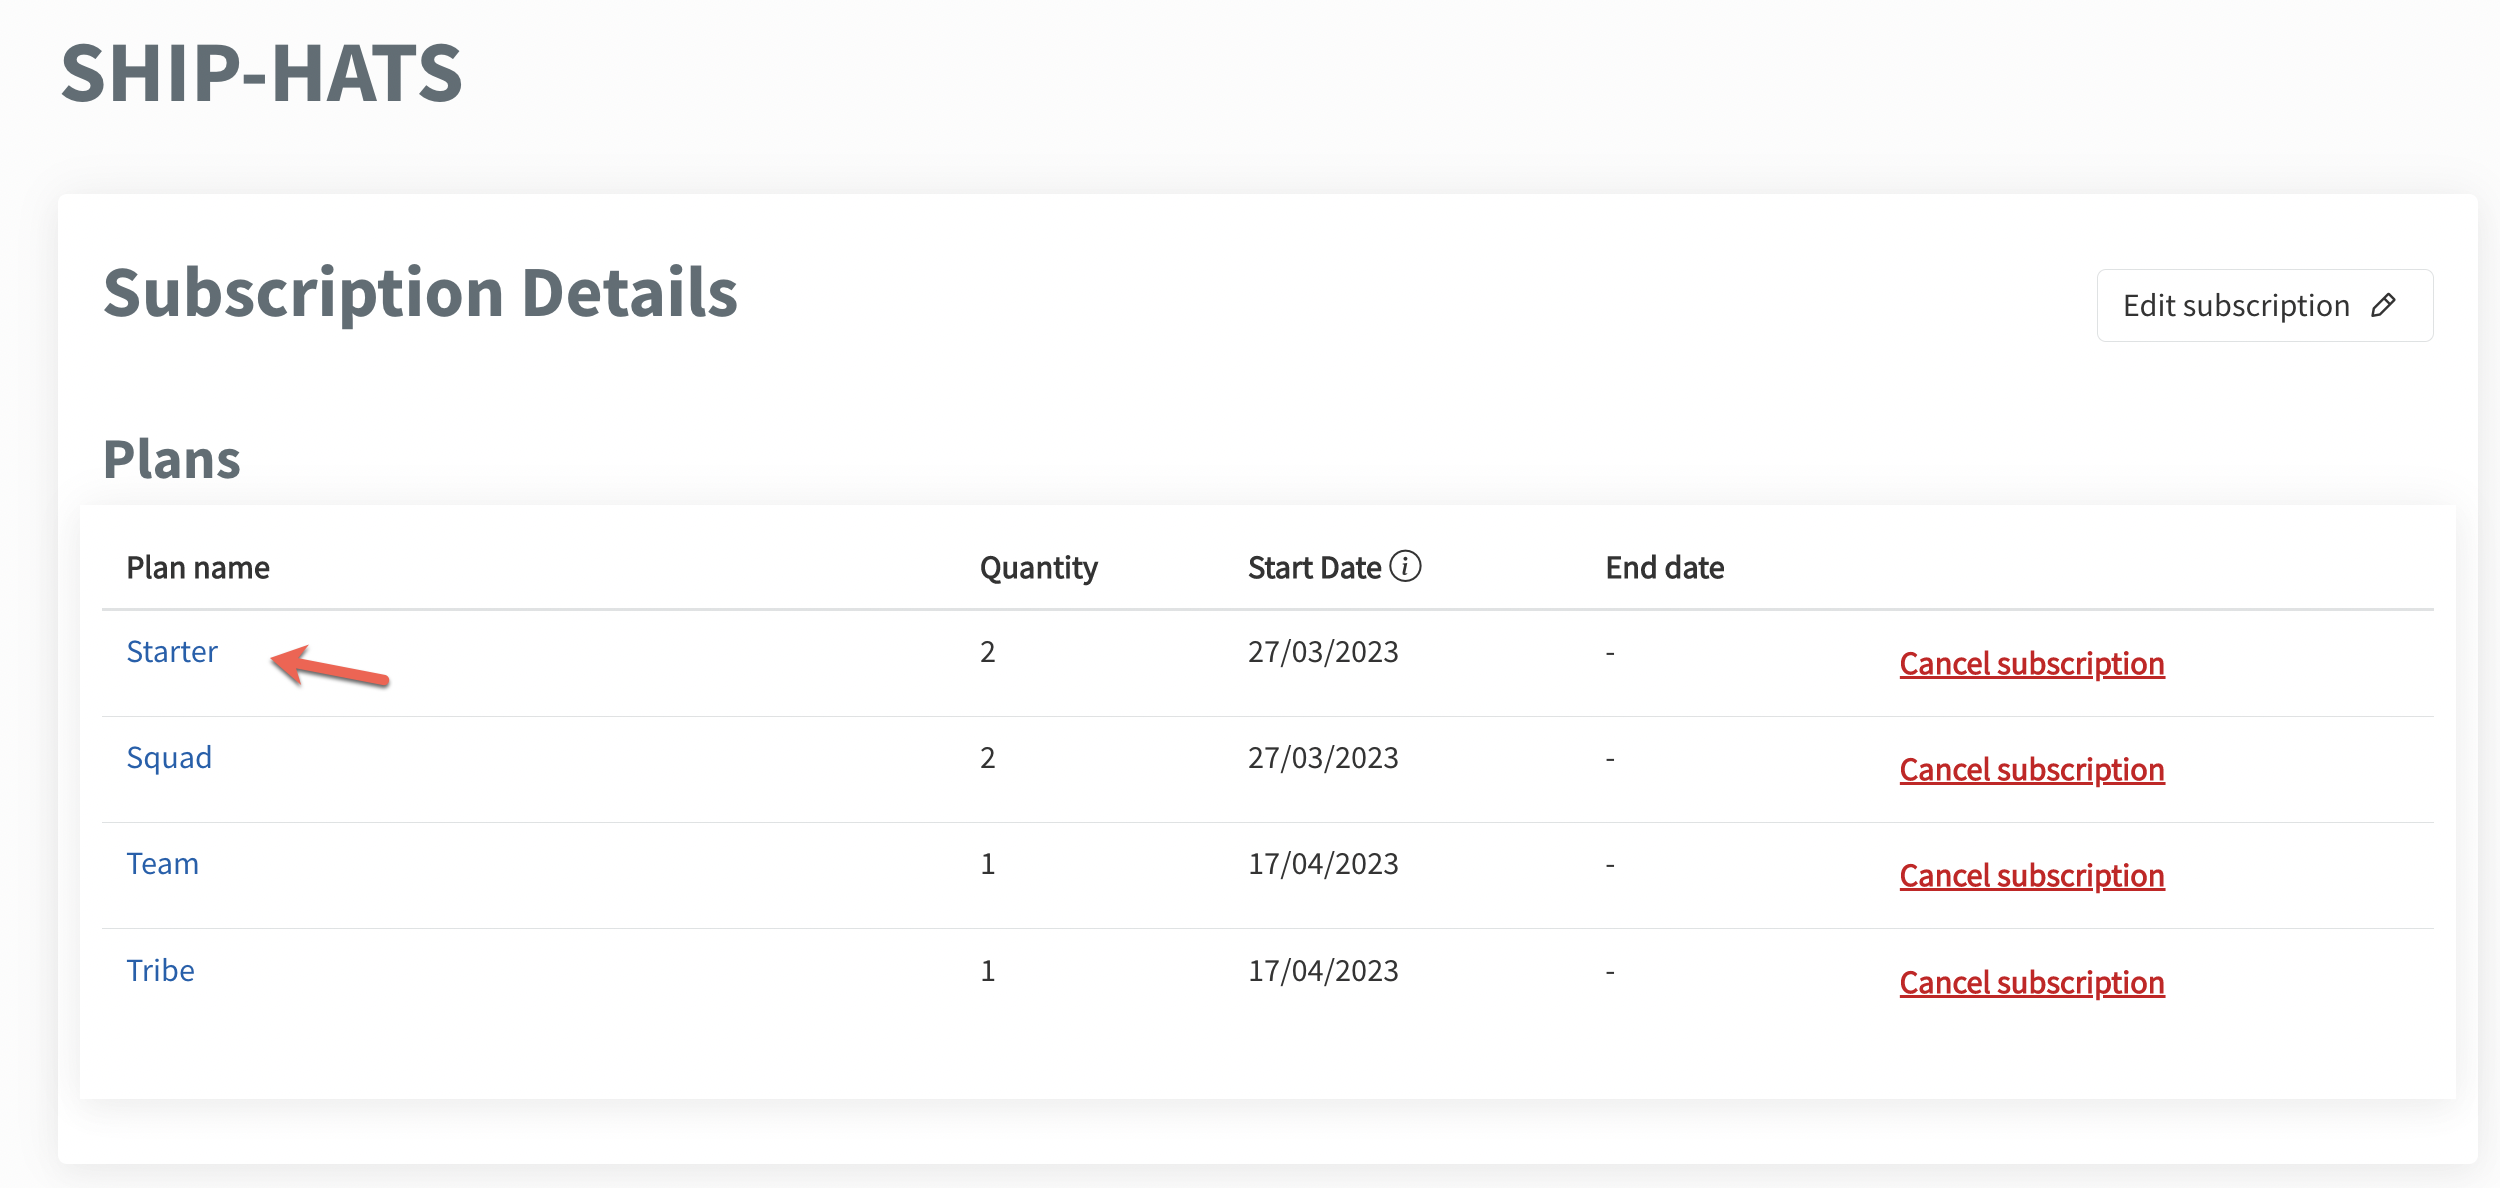 SHIP-HATS
Subscription Details
Edit subscription
Plans
Plan name Quantity Start Date i End date
Starter 2 27/03/2023 - Cancel subscription
Squad 2 27/03/2023 - Cancel subscription
Team 1 17/04/2023 - Cancel subscription
Tribe 1 17/04/2023 - Cancel subscription